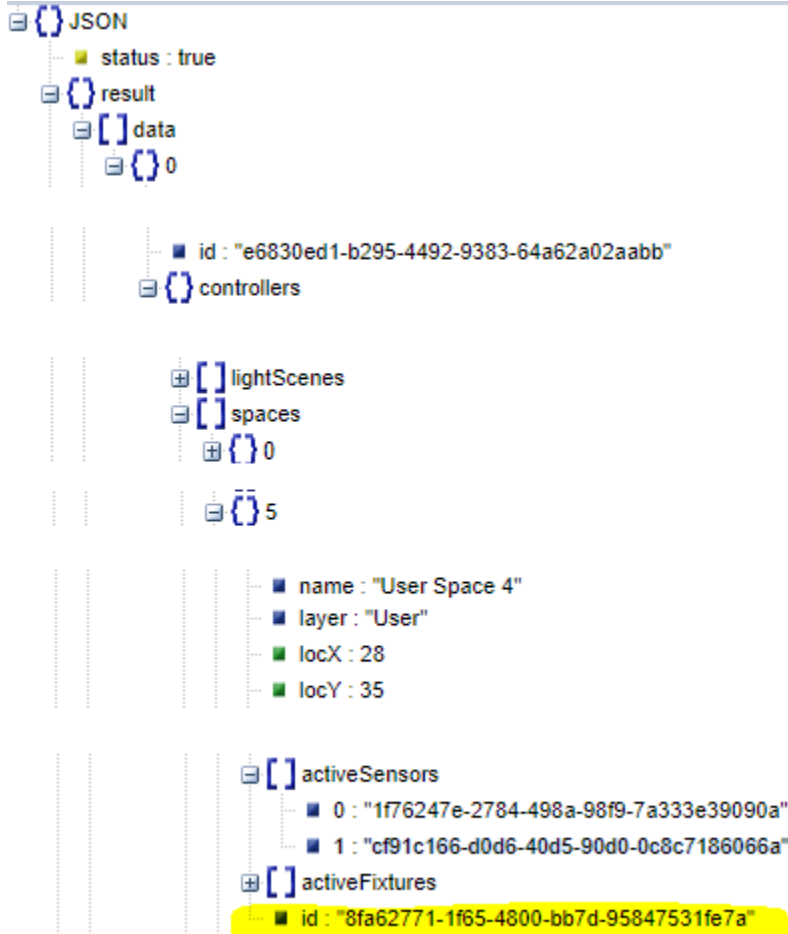 JSON
status : true
result
data
0
id : "e6830ed1-b295-4492-9383-64a62a02aabb"
controllers
lightScenes
spaces
0
5
name : "User Space 4"
layer : "User"
locX : 28
locY : 35
activeSensors
0 : "1f76247e-2784-498a-98f9-7a333e39090a"
1 : "cf91c166-d0d6-40d5-90d0-0c8c7186066a"
activeFixtures
id : "8fa62771-1f65-4800-bb7d-95847531fe7a"